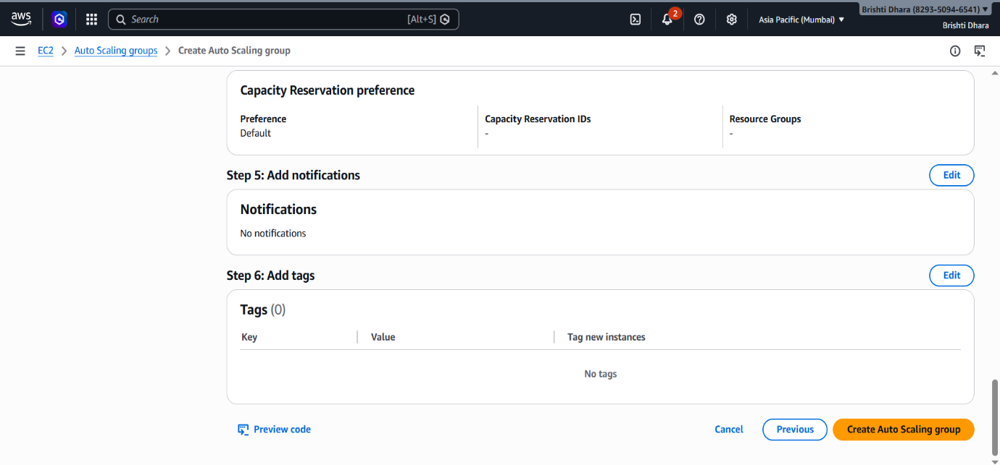 aws
Search
[Alt+S]
2
Asia Pacific (Mumbai) ▼
Brishti Dhara (8293-5094-6541) ▼
Brishti Dhara
EC2 > Auto Scaling groups > Create Auto Scaling group
Capacity Reservation preference
Preference
Default
Capacity Reservation IDs
-
Resource Groups
-
Step 5: Add notifications
Edit
Notifications
No notifications
Step 6: Add tags
Edit
Tags (0)
Key
Value
Tag new instances
No tags
Preview code
Cancel
Previous
Create Auto Scaling group